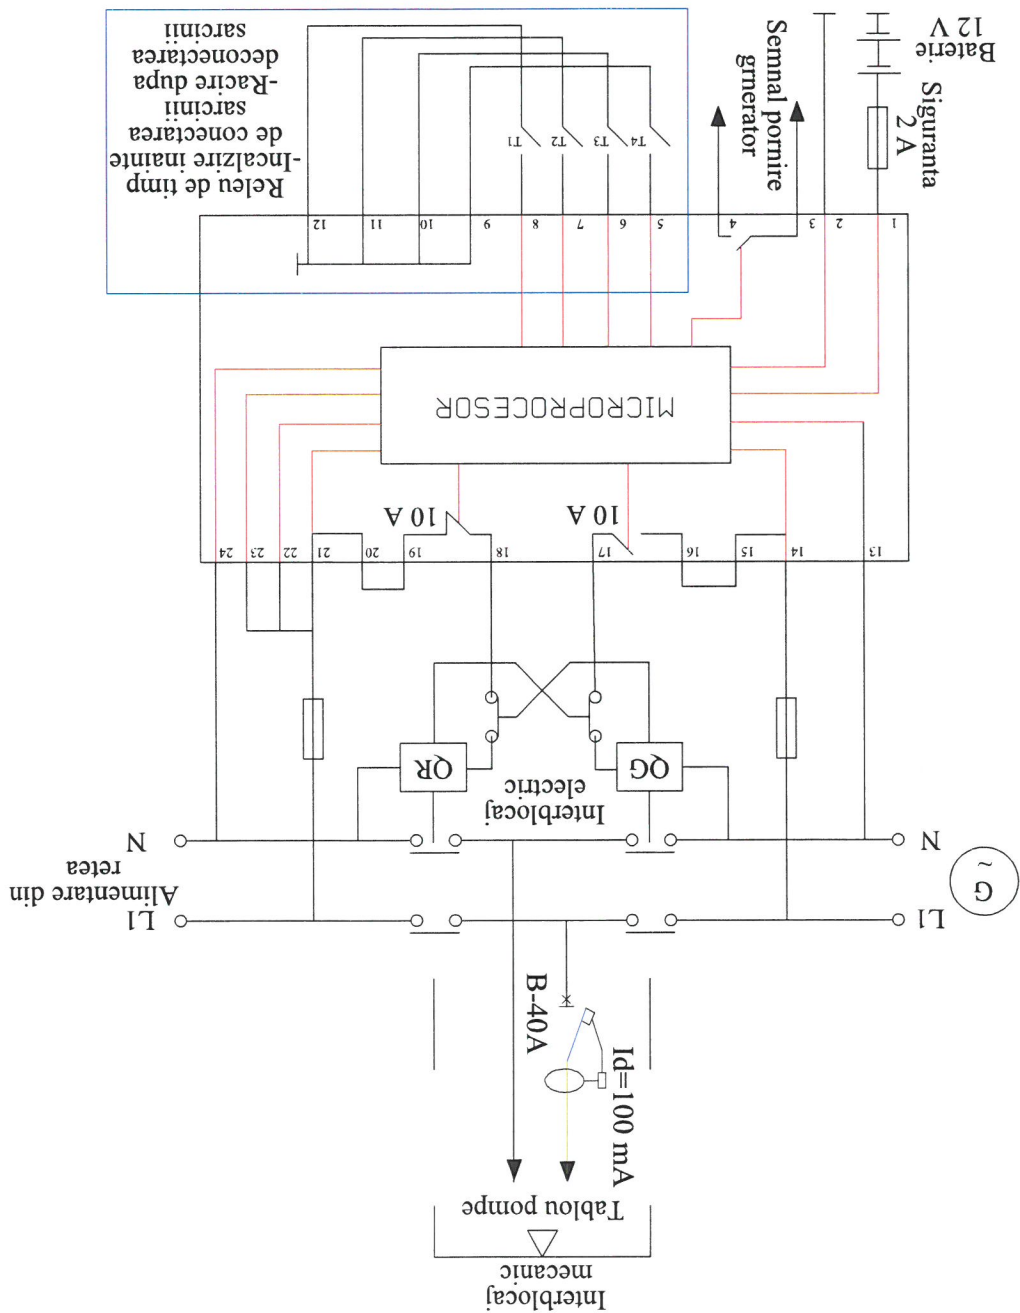 Interblocaj
mecanic
Tablou pompe
Id=100 mA
B-40A
G
~
L1
N
L1
Alimentare din
retea
N
Interblocaj
electric
QG
QR
13
14
15
16
17
18
19
20
21
22
23
24
10 A
10 A
MICROPROCESOR
1
2
3
4
5
6
7
8
9
10
11
12
Baterie
12 V
Siguranta
2 A
Semnal pornire
grnerator
T4
T3
T2
T1
Releu de timp
-Incalzire inainte
de conectarea
sarcinii
-Racire dupa
deconectarea
sarcinii